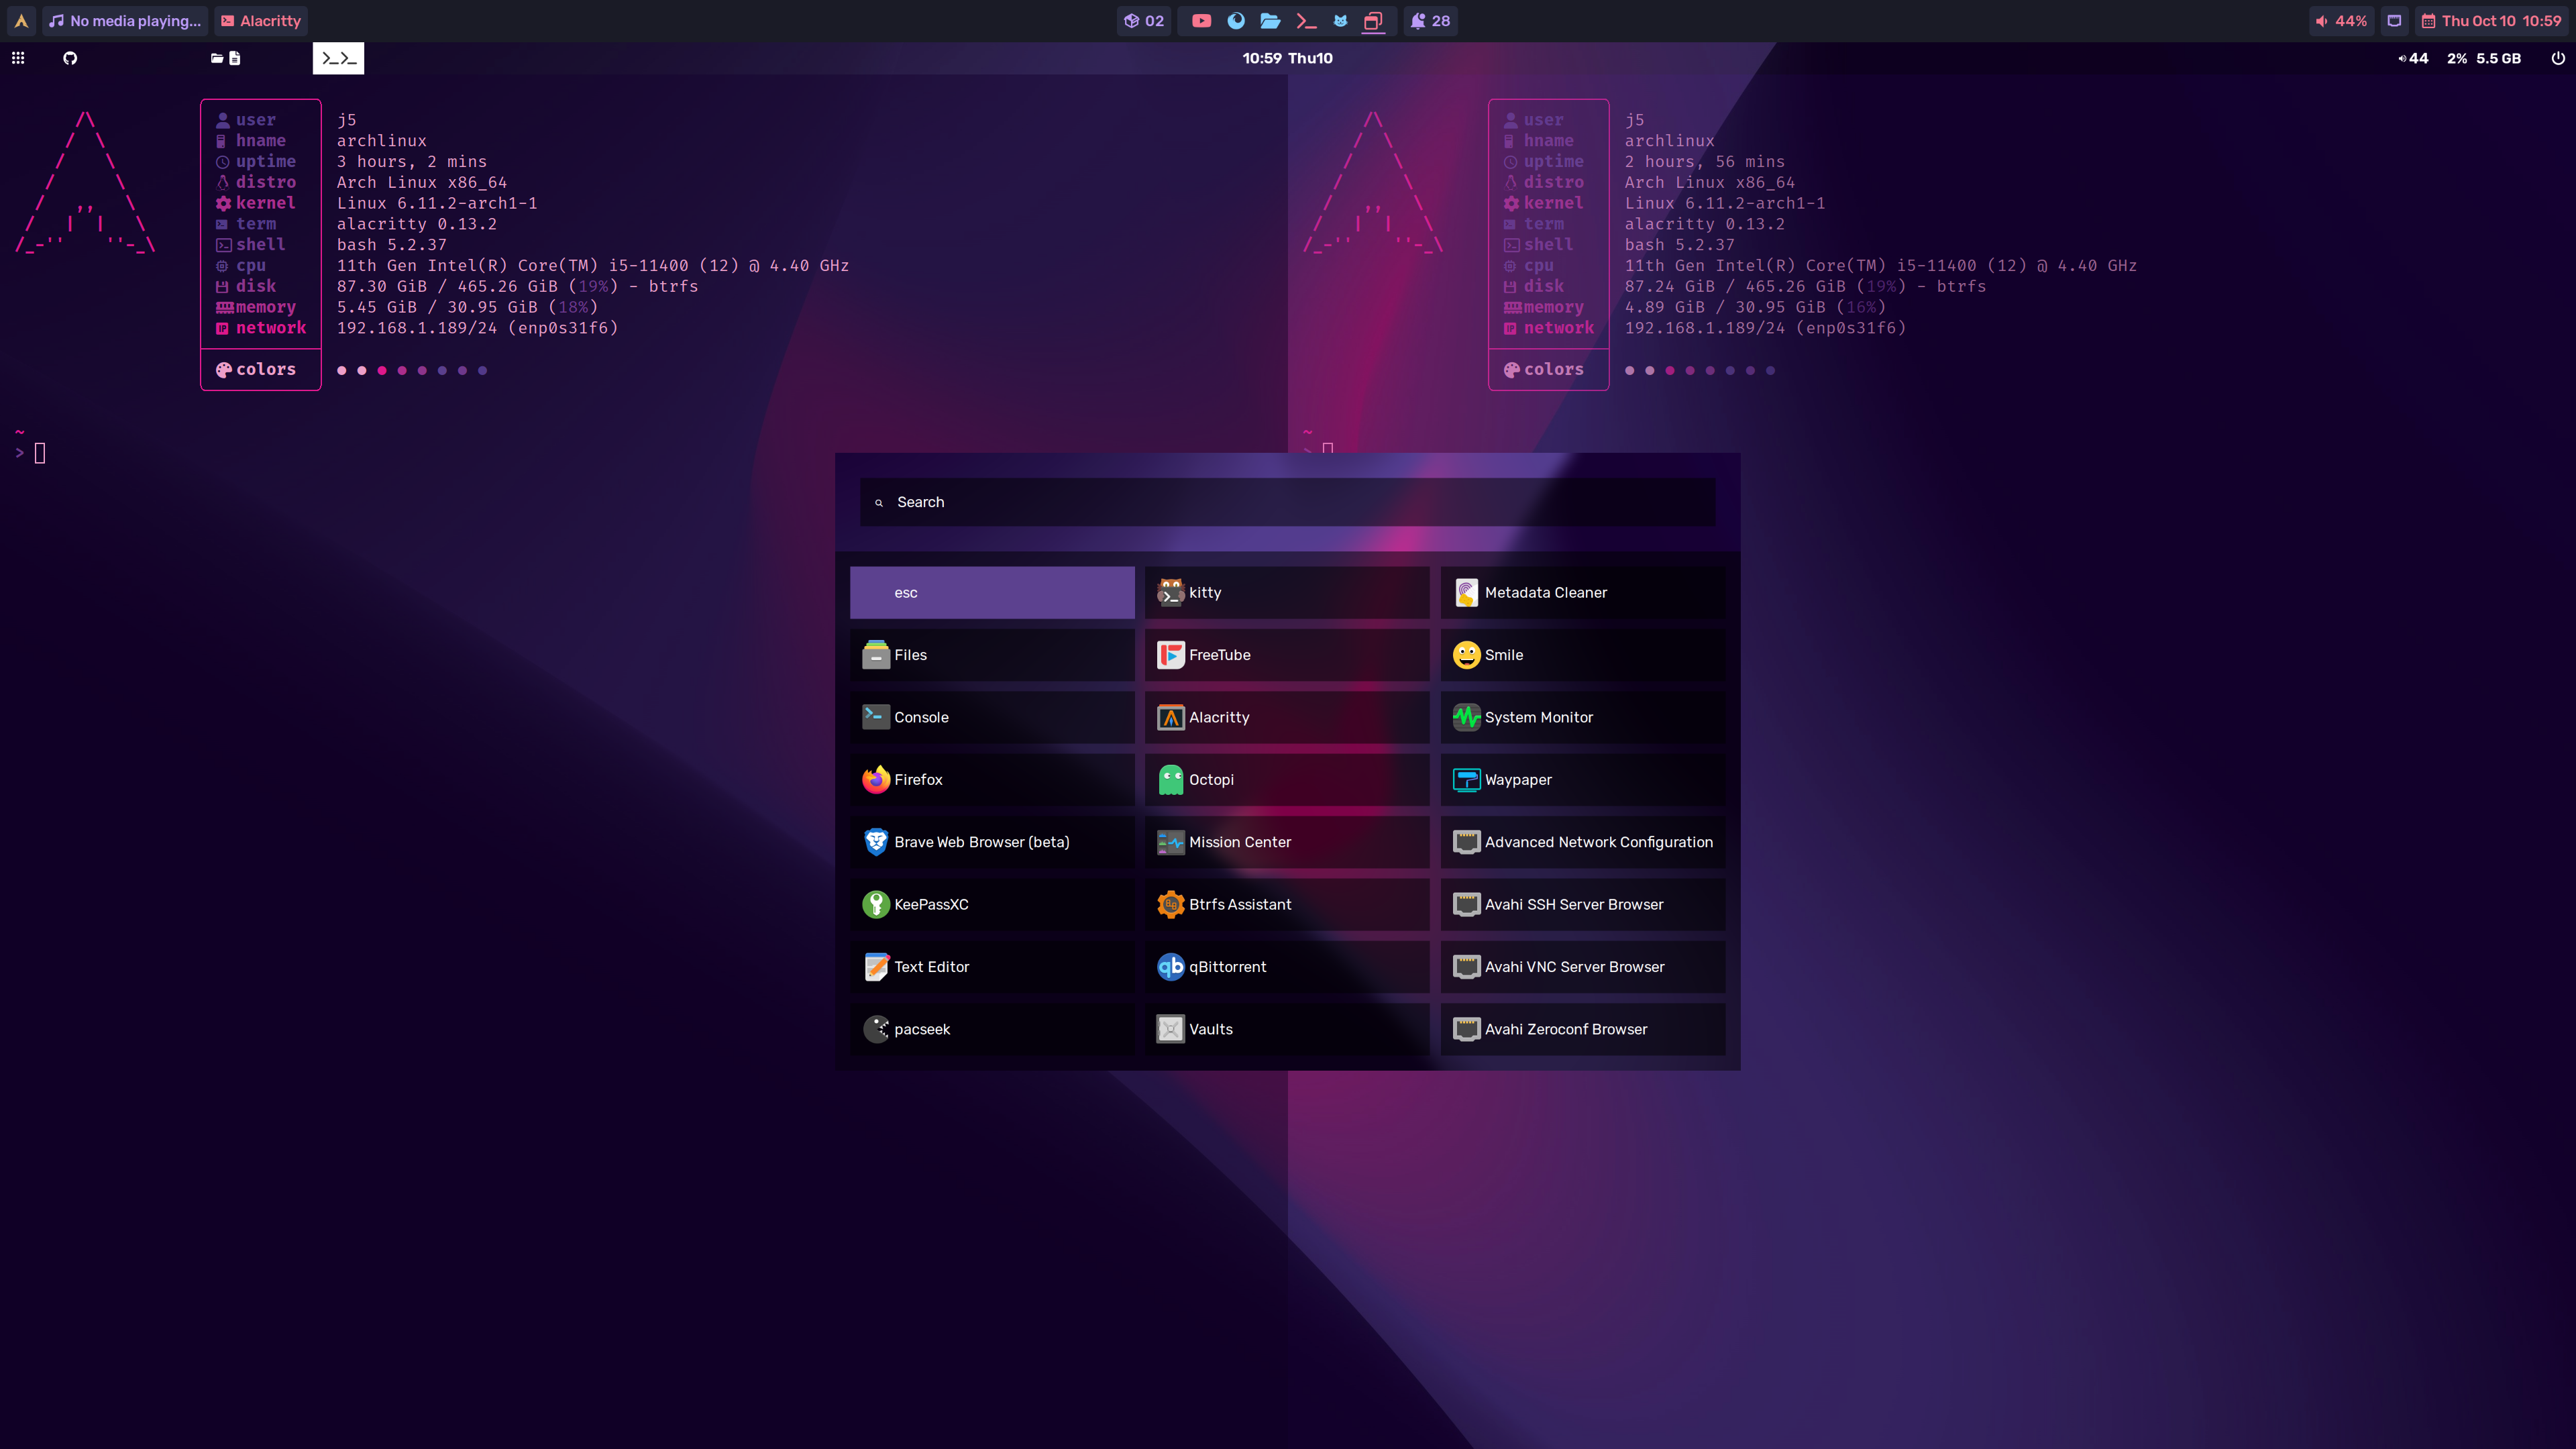 No media playing... Alacritty 02 28 44% Thu Oct 10 10:59
10:59 Thu10 44 2% 5.5 GB
user j5
hname archlinux
uptime 3 hours, 2 mins
distro Arch Linux x86_64
kernel Linux 6.11.2-arch1-1
term alacritty 0.13.2
shell bash 5.2.37
cpu 11th Gen Intel(R) Core(TM) i5-11400 (12) @ 4.40 GHz
disk 87.30 GiB / 465.26 GiB (19%) - btrfs
memory 5.45 GiB / 30.95 GiB (18%)
network 192.168.1.189/24 (enp0s31f6)
colors
~
>
user j5
hname archlinux
uptime 2 hours, 56 mins
distro Arch Linux x86_64
kernel Linux 6.11.2-arch1-1
term alacritty 0.13.2
shell bash 5.2.37
cpu 11th Gen Intel(R) Core(TM) i5-11400 (12) @ 4.40 GHz
disk 87.24 GiB / 465.26 GiB (19%) - btrfs
memory 4.89 GiB / 30.95 GiB (16%)
network 192.168.1.189/24 (enp0s31f6)
colors
~
>
Search
esc kitty Metadata Cleaner
Files FreeTube Smile
Console Alacritty System Monitor
Firefox Octopi Waypaper
Brave Web Browser (beta) Mission Center Advanced Network Configuration
KeePassXC Btrfs Assistant Avahi SSH Server Browser
Text Editor qBittorrent Avahi VNC Server Browser
pacseek Vaults Avahi Zeroconf Browser